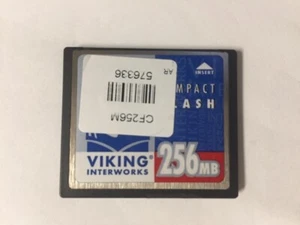 INSERT
MPACT
LASH
AR
576336
CF256M
VIKING®
INTERWORKS
256MB